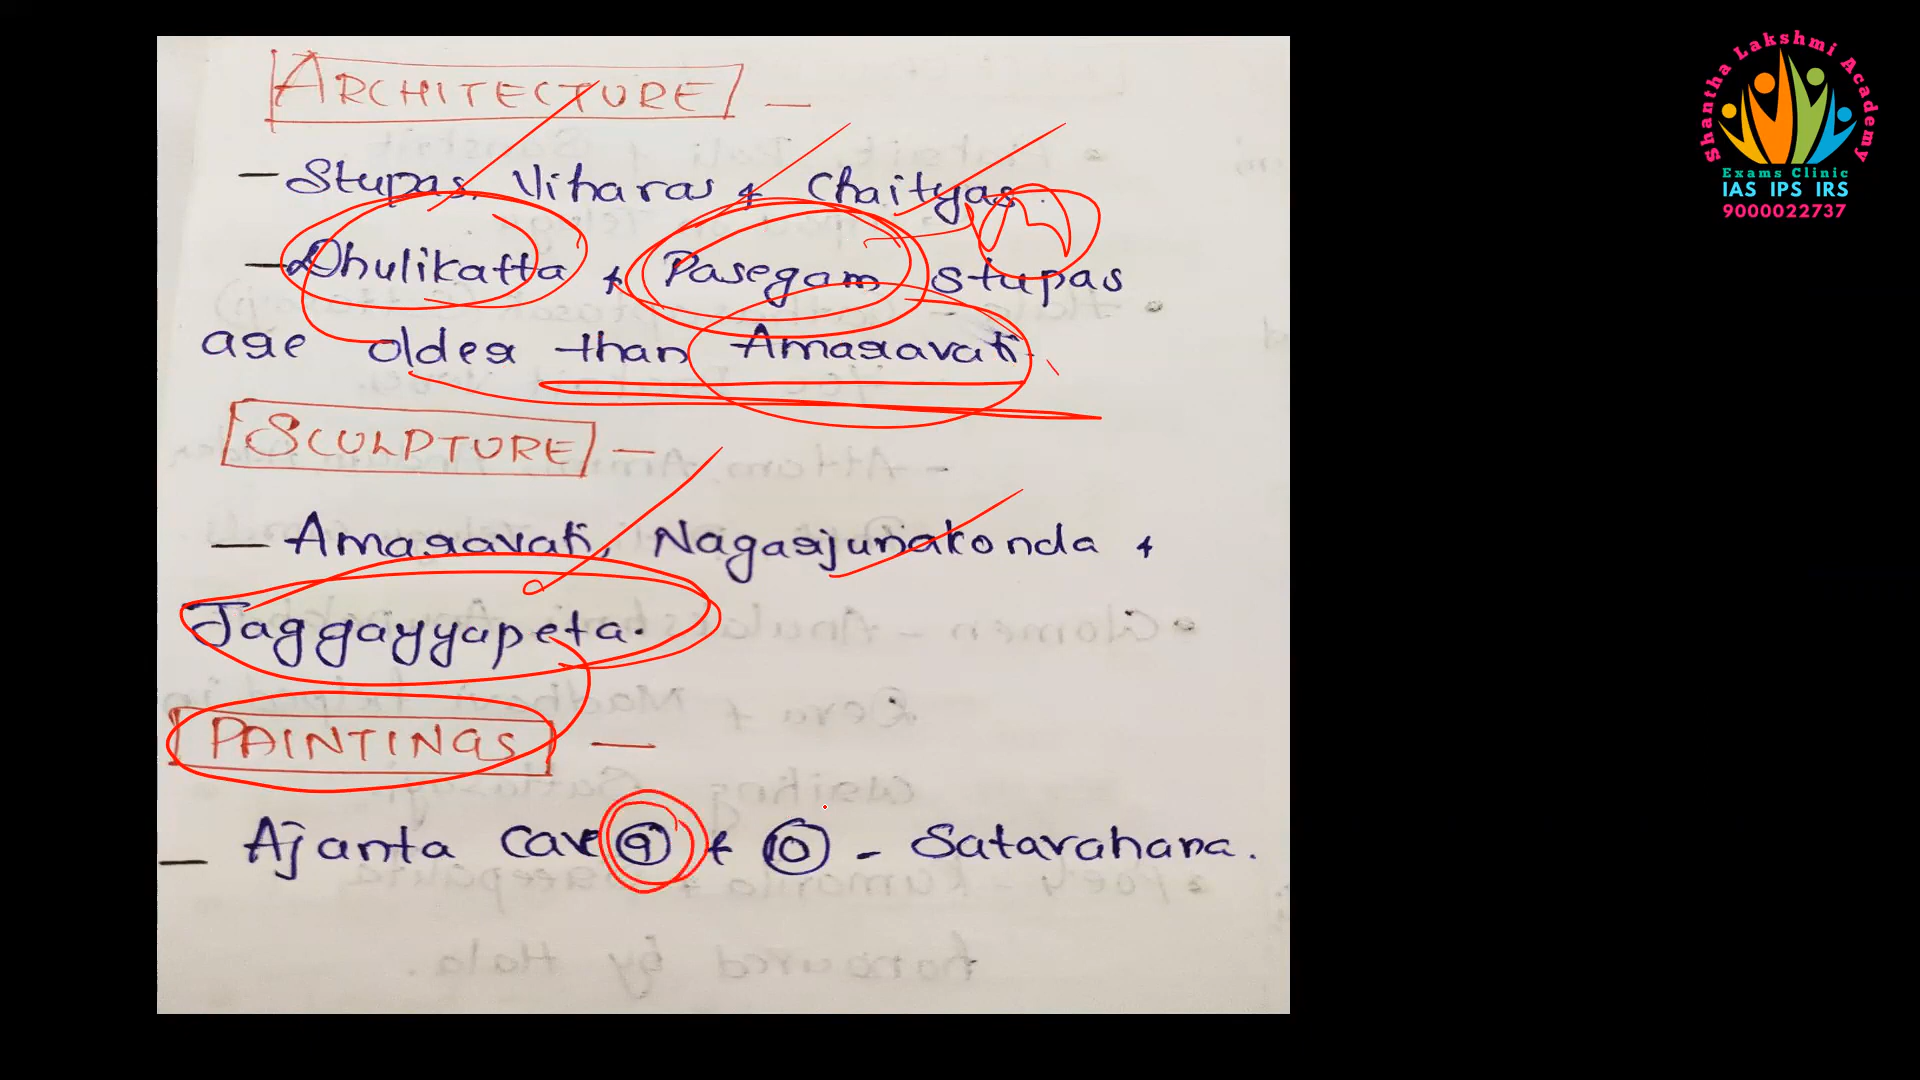 ARCHITECTURE —
— Stupas, Viharas + Chaityas.
— Dhulikatta + Pasegam stupas
are older than Amaravati.
SCULPTURE —
— Amaravati, Nagarjunakonda +
Jaggayyapeta.
PAINTINGS —
— Ajanta Cave 9 + 10 - Satavahana.
Shantha Lakshmi Academy
Exams Clinic
IAS IPS IRS
9000022737